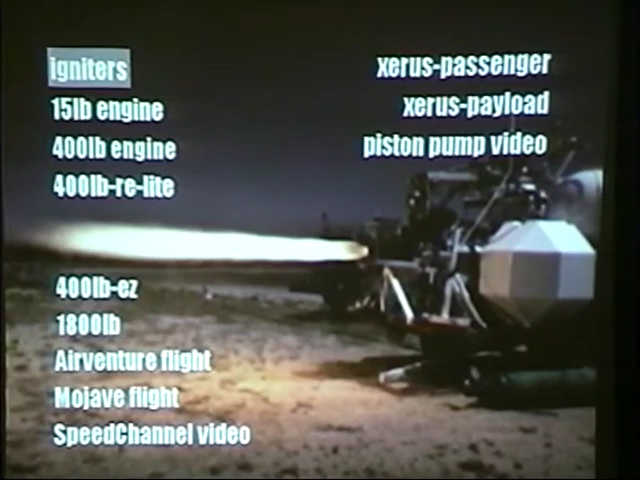 igniters
15lb engine
400lb engine
400lb-re-lite
400lb-ez
1800lb
Airventure flight
Mojave flight
SpeedChannel video
xerus-passenger
xerus-payload
piston pump video